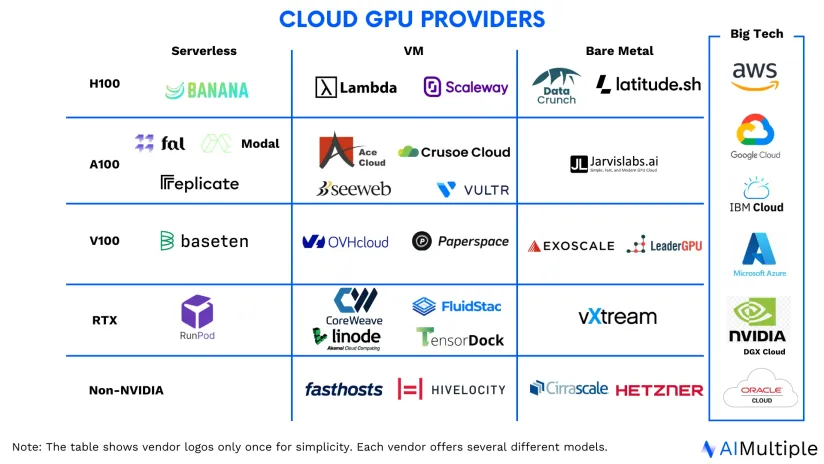 CLOUD GPU PROVIDERS
Serverless VM Bare Metal Big Tech
H100 BANANA Lambda Scaleway Data Crunch latitude.sh aws
Google Cloud
A100 fal Modal Ace Cloud Crusoe Cloud Jarvislabs.ai
Simple, Fast, and Modern GPU Cloud
replicate seeweb VULTR IBM Cloud
V100 baseten OVHcloud Paperspace EXOSCALE LeaderGPU Microsoft Azure
RTX RunPod CoreWeave FluidStac vXtream NVIDIA
DGX Cloud
linode TensorDock
Akamai Cloud Computing
Non-NVIDIA fasthosts HIVELOCITY Cirrascale HETZNER ORACLE
CLOUD
Note: The table shows vendor logos only once for simplicity. Each vendor offers several different models.
AIMultiple